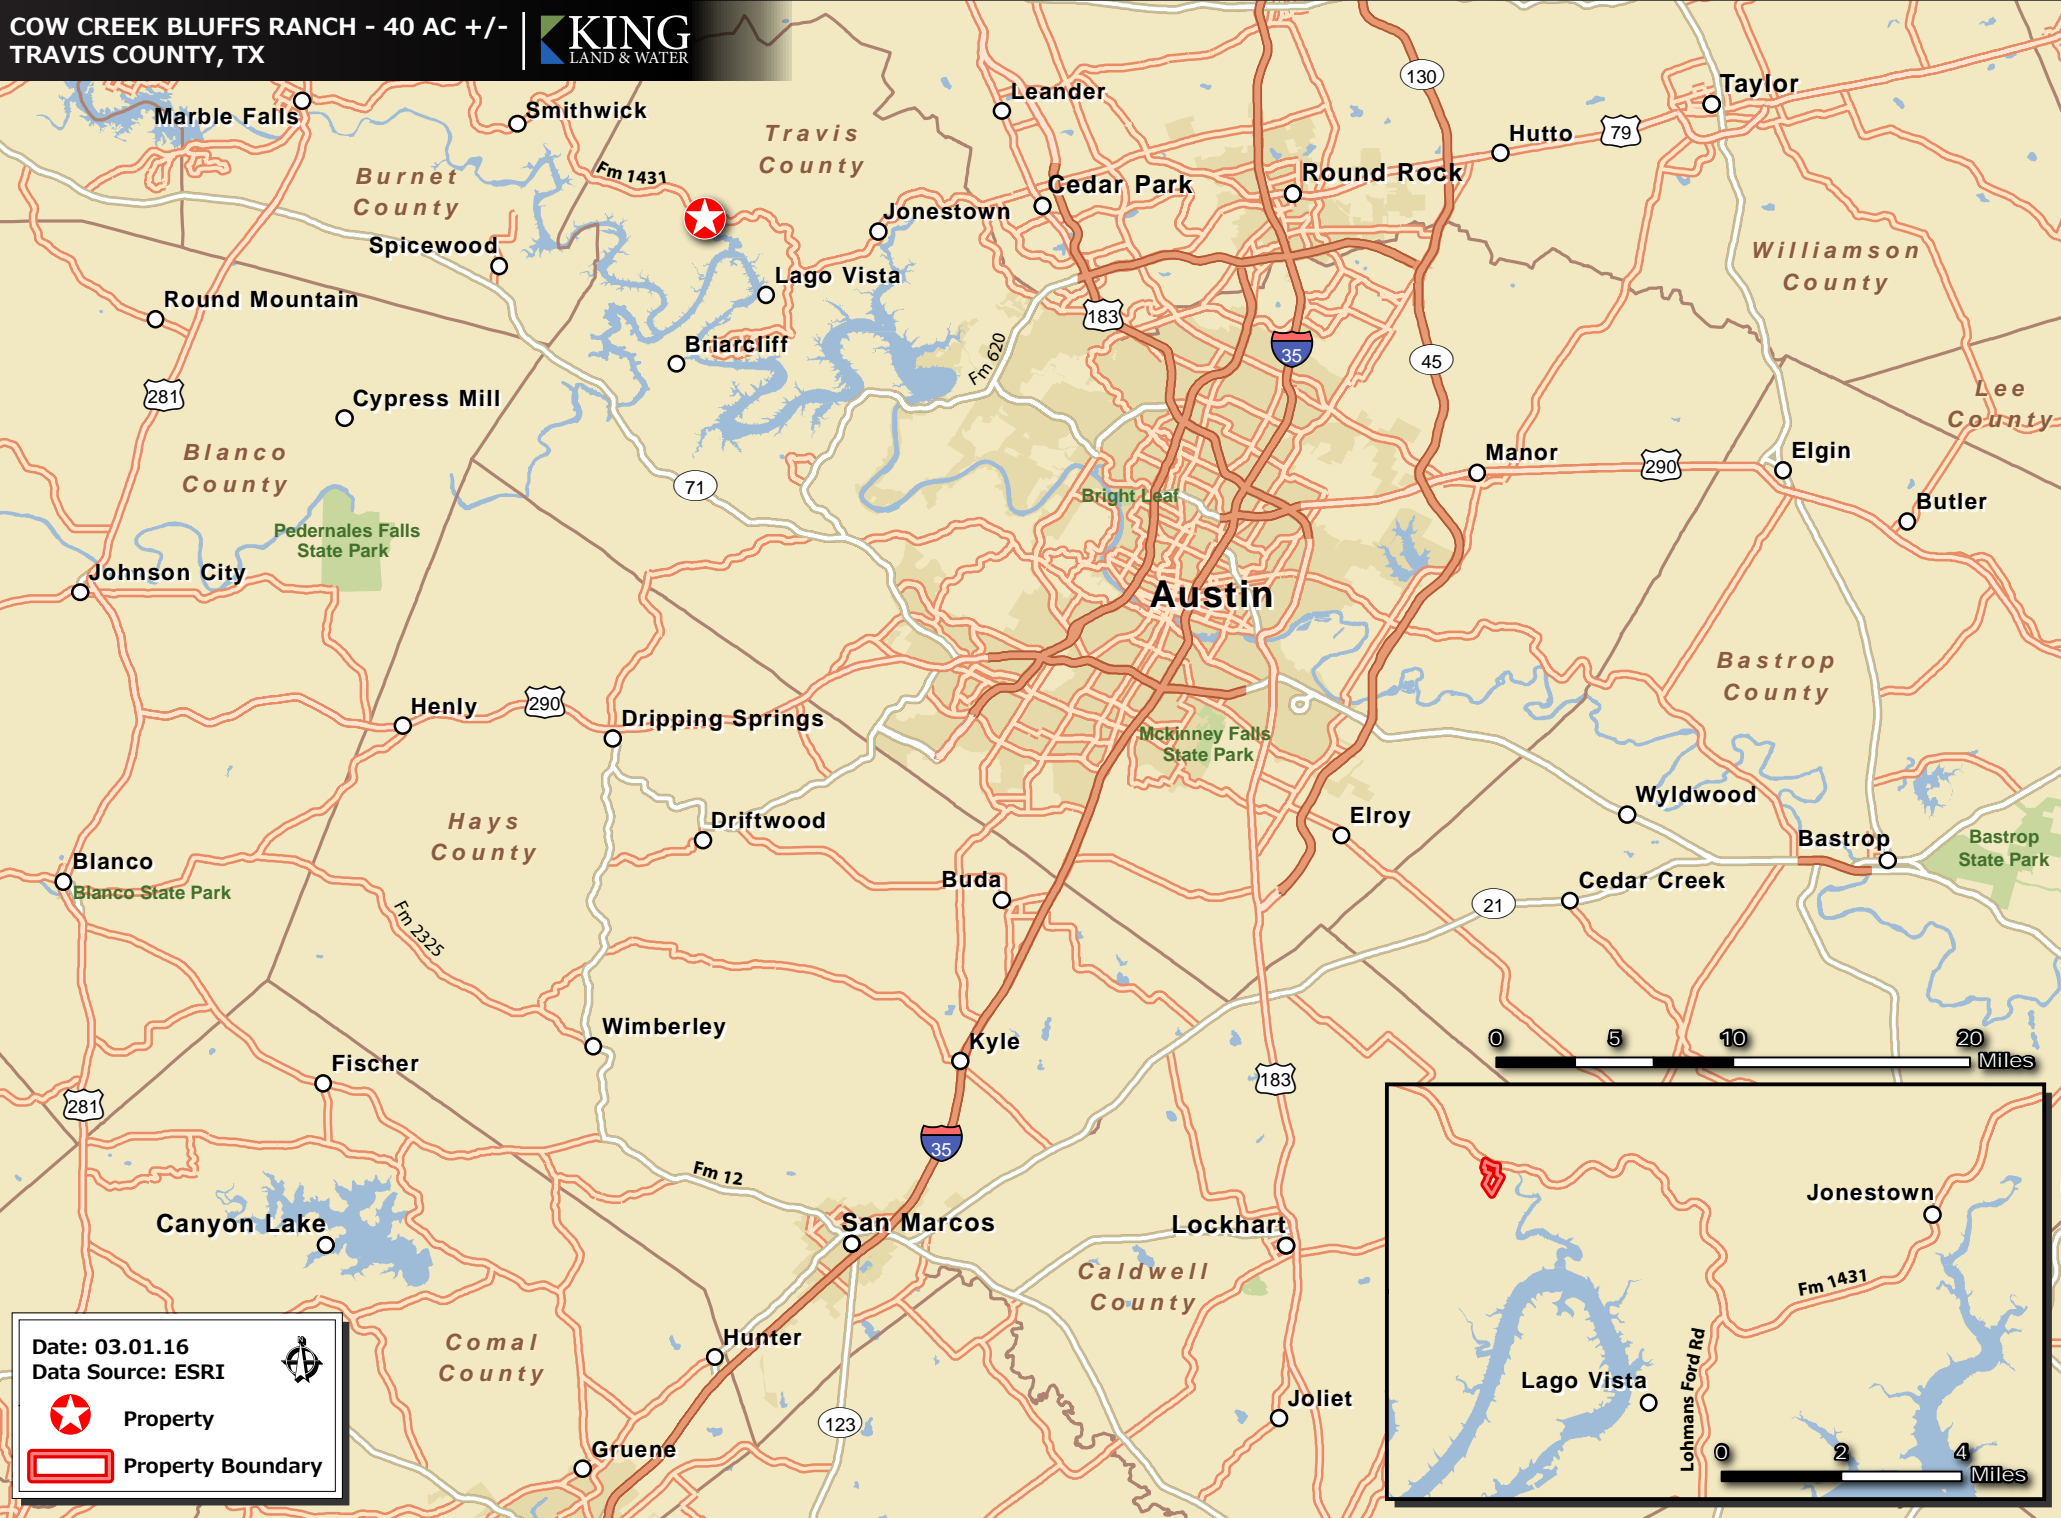 COW CREEK BLUFFS RANCH - 40 AC +/-
TRAVIS COUNTY, TX
KING
LAND & WATER
Marble Falls
Smithwick
Leander
130
Taylor
Hutto
79
Travis
County
Burnet
County
Fm 1431
Cedar Park
Round Rock
Jonestown
Spicewood
Lago Vista
Williamson
County
Round Mountain
183
35
45
Briarcliff
Fm 620
281
Cypress Mill
Lee
County
Blanco
County
Manor
290
Elgin
71
Bright Leaf
Butler
Pedernales Falls
State Park
Johnson City
Austin
Bastrop
County
Henly
290
Dripping Springs
Mckinney Falls
State Park
Wyldwood
Hays
County
Driftwood
Elroy
Bastrop
Bastrop
State Park
Blanco
Blanco State Park
Buda
Cedar Creek
21
Fm 2325
Wimberley
Kyle
Fischer
281
183
35
Fm 12
Canyon Lake
San Marcos
Lockhart
Caldwell
County
Comal
County
Hunter
123
Joliet
Gruene
0 5 10 20
Miles
Jonestown
Fm 1431
Lohmans Ford Rd
Lago Vista
0 2 4
Miles
Date: 03.01.16
Data Source: ESRI
Property
Property Boundary